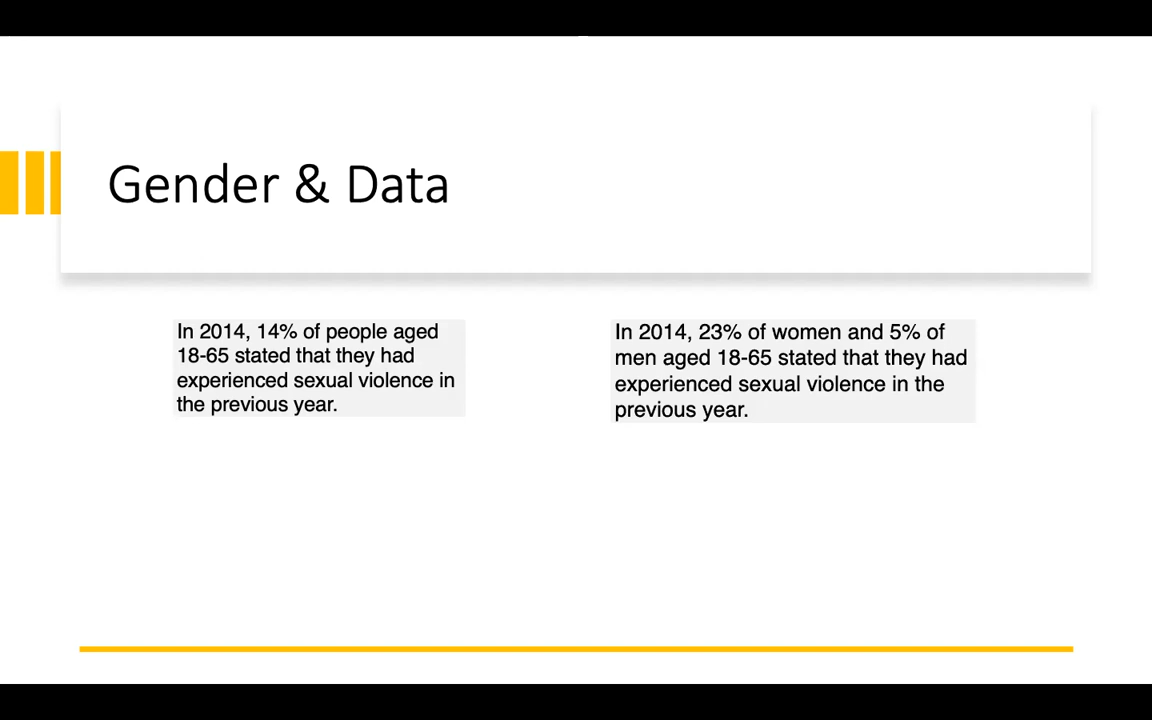 Gender & Data
In 2014, 14% of people aged
18-65 stated that they had
experienced sexual violence in
the previous year.
In 2014, 23% of women and 5% of
men aged 18-65 stated that they had
experienced sexual violence in the
previous year.